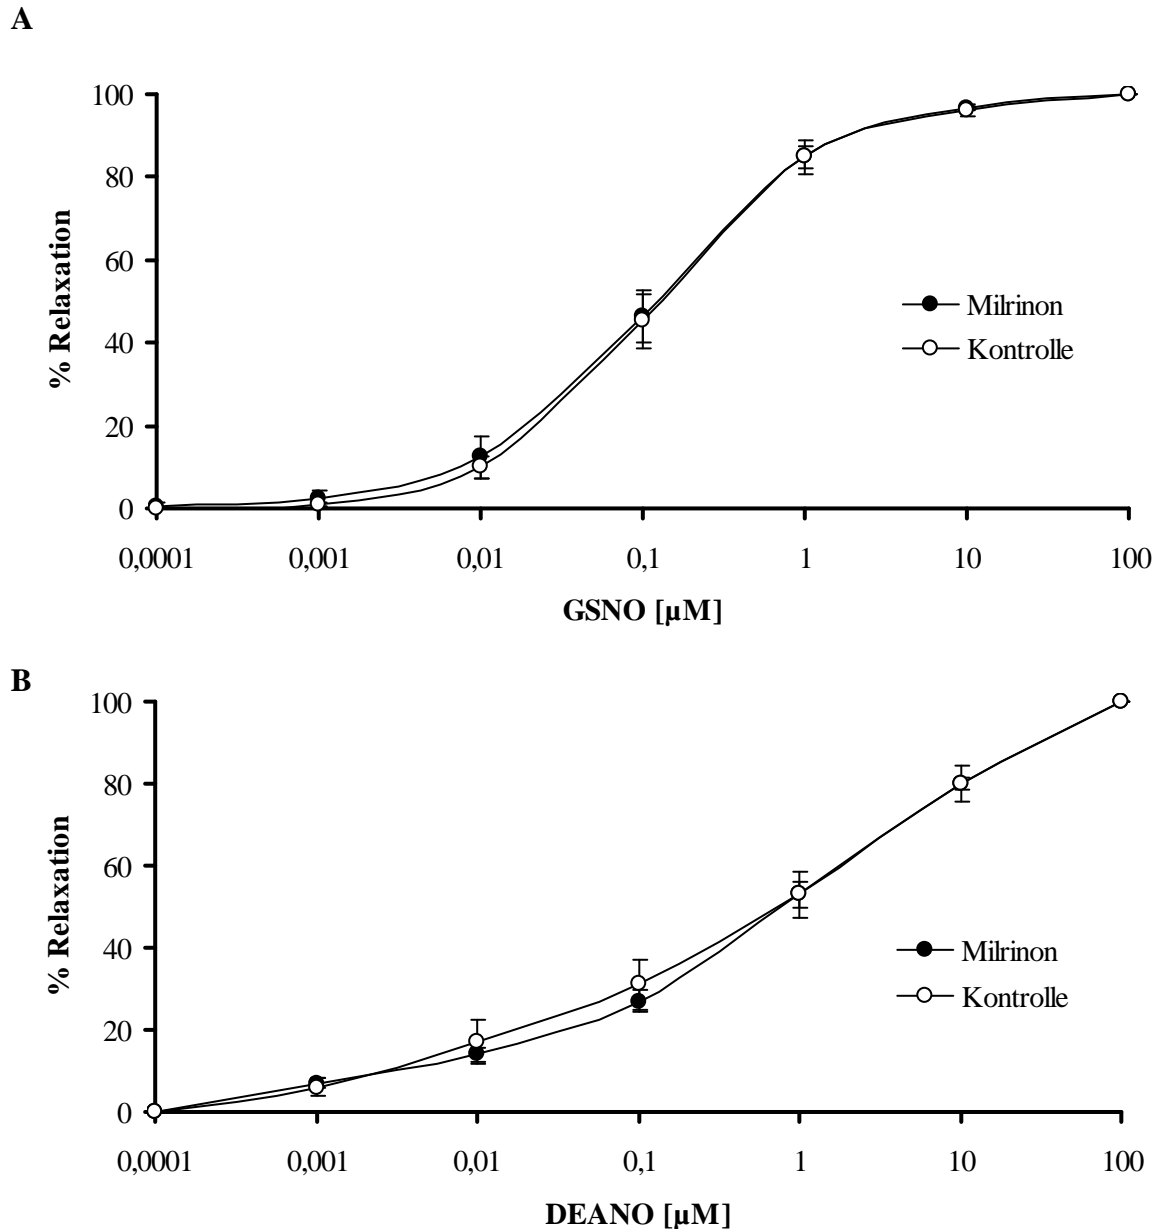 A
100
80
60
40
20
0
% Relaxation
Milrinon
Kontrolle
0,0001 0,001 0,01 0,1 1 10 100
GSNO [µM]
B
100
80
60
40
20
0
% Relaxation
Milrinon
Kontrolle
0,0001 0,001 0,01 0,1 1 10 100
DEANO [µM]